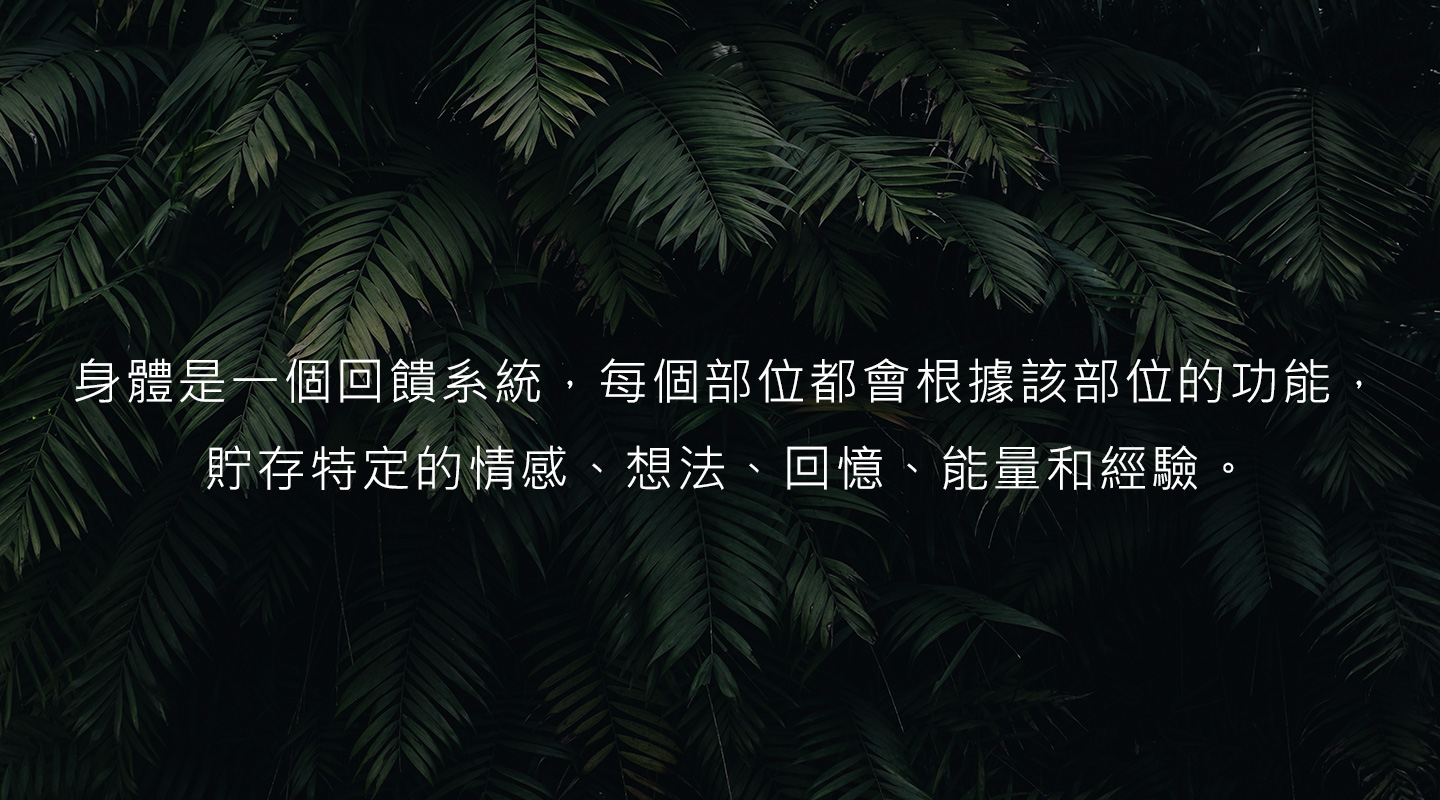 身體是一個回饋系統，每個部位都會根據該部位的功能，
貯存特定的情感、想法、回憶、能量和經驗。